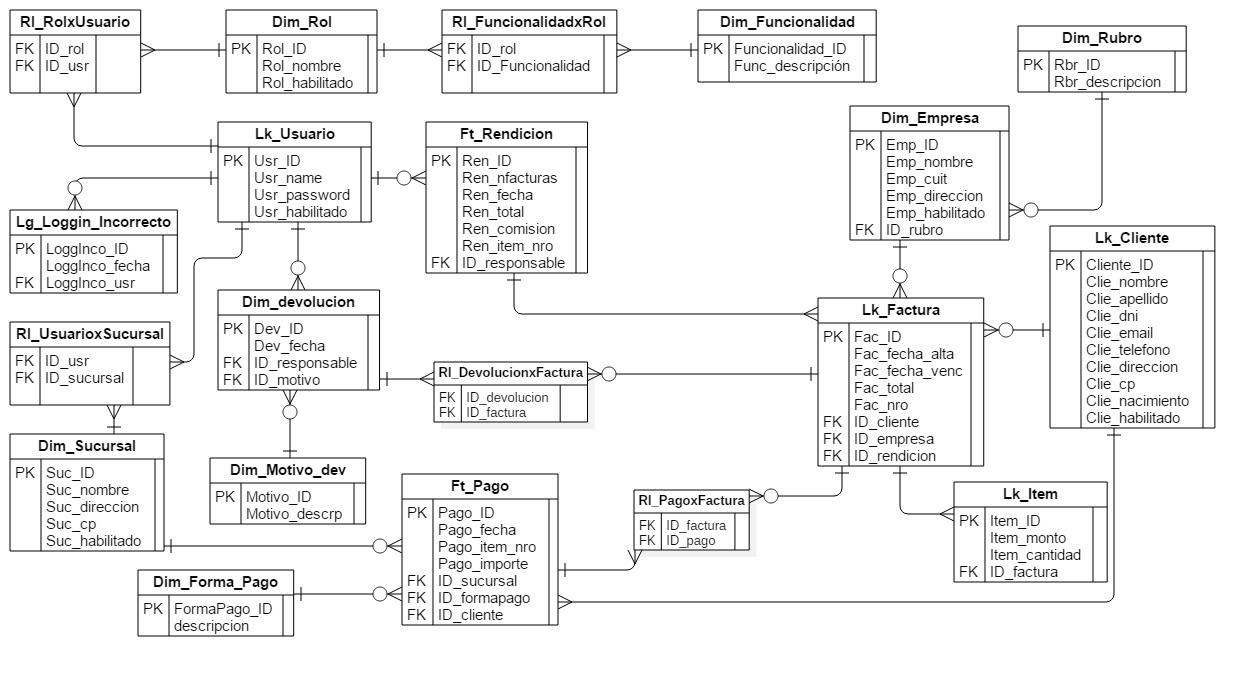 Rl_RolxUsuario
FK ID_rol
FK ID_usr
Dim_Rol
PK Rol_ID
Rol_nombre
Rol_habilitado
Rl_FuncionalidadxRol
FK ID_rol
FK ID_Funcionalidad
Dim_Funcionalidad
PK Funcionalidad_ID
Func_descripción
Dim_Rubro
PK Rbr_ID
Rbr_descripcion
Lk_Usuario
PK Usr_ID
Usr_name
Usr_password
Usr_habilitado
Ft_Rendicion
PK Ren_ID
Ren_nfacturas
Ren_fecha
Ren_total
Ren_comision
Ren_item_nro
FK ID_responsable
Dim_Empresa
PK Emp_ID
Emp_nombre
Emp_cuit
Emp_direccion
Emp_habilitado
FK ID_rubro
Lg_Loggin_Incorrecto
PK LoggInco_ID
LoggInco_fecha
FK LoggInco_usr
Lk_Cliente
PK Cliente_ID
Clie_nombre
Clie_apellido
Clie_dni
Clie_email
Clie_telefono
Clie_direccion
Clie_cp
Clie_nacimiento
Clie_habilitado
Dim_devolucion
PK Dev_ID
Dev_fecha
FK ID_responsable
FK ID_motivo
Lk_Factura
PK Fac_ID
Fac_fecha_alta
Fac_fecha_venc
Fac_total
Fac_nro
FK ID_cliente
FK ID_empresa
FK ID_rendicion
Rl_UsuarioxSucursal
FK ID_usr
FK ID_sucursal
Rl_DevolucionxFactura
FK ID_devolucion
FK ID_factura
Dim_Sucursal
PK Suc_ID
Suc_nombre
Suc_direccion
Suc_cp
Suc_habilitado
Dim_Motivo_dev
PK Motivo_ID
Motivo_descrp
Ft_Pago
PK Pago_ID
Pago_fecha
Pago_item_nro
Pago_importe
FK ID_sucursal
FK ID_formapago
FK ID_cliente
Rl_PagoxFactura
FK ID_factura
FK ID_pago
Lk_Item
PK Item_ID
Item_monto
Item_cantidad
FK ID_factura
Dim_Forma_Pago
PK FormaPago_ID
descripcion